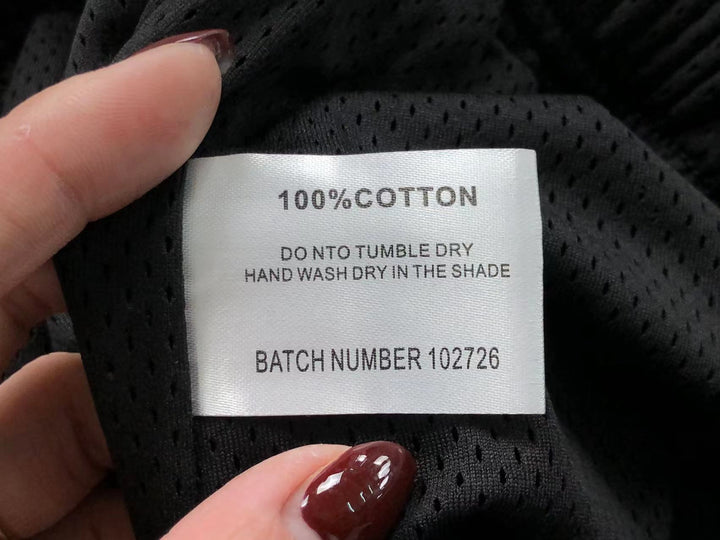 100%COTTON
DO NTO TUMBLE DRY
HAND WASH DRY IN THE SHADE
BATCH NUMBER 102726